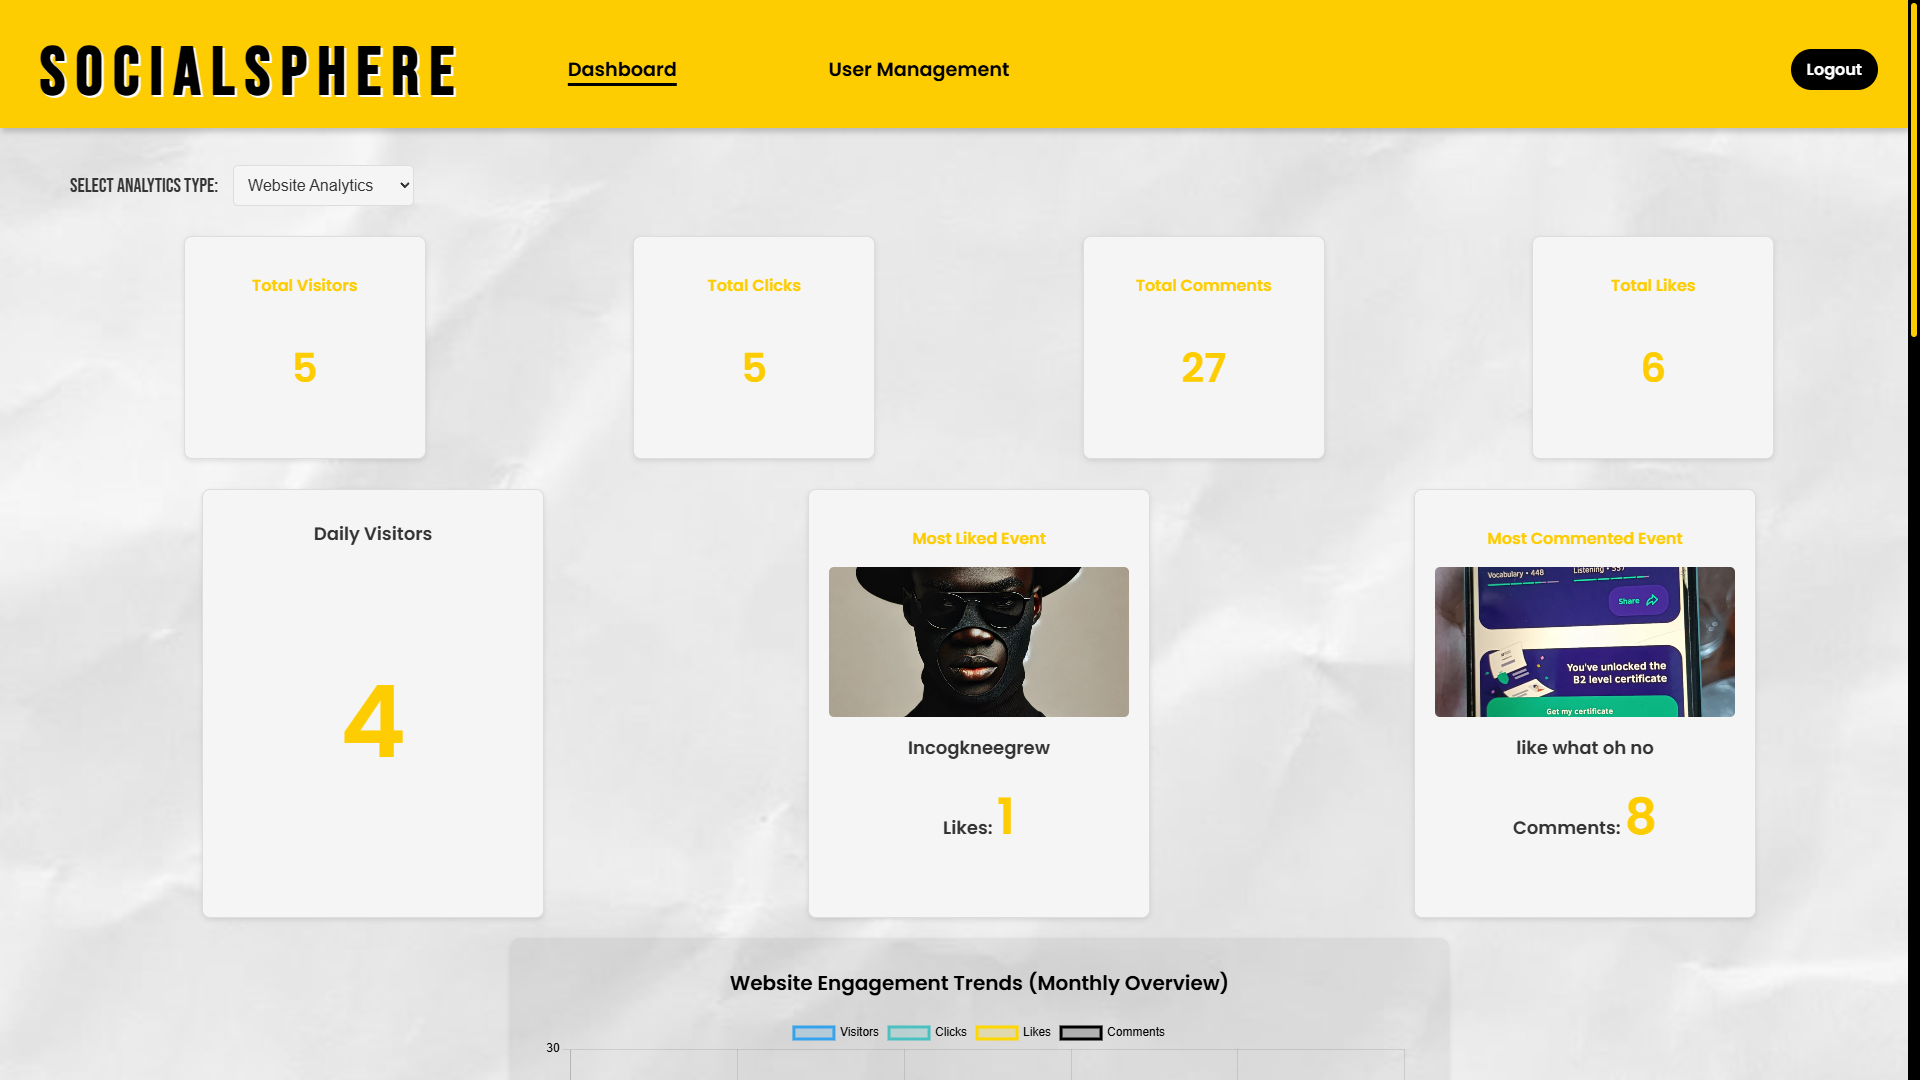 SOCIALSPHERE
Dashboard
User Management
Logout
SELECT ANALYTICS TYPE:
Website Analytics
Total Visitors
5
Total Clicks
5
Total Comments
27
Total Likes
6
Daily Visitors
4
Most Liked Event
Incogkneegrew
Likes: 1
Most Commented Event
Vocabulary • 448
Listening • 557
Share
You've unlocked the
B2 level certificate
Get my certificate
like what oh no
Comments: 8
Website Engagement Trends (Monthly Overview)
Visitors
Clicks
Likes
Comments
30